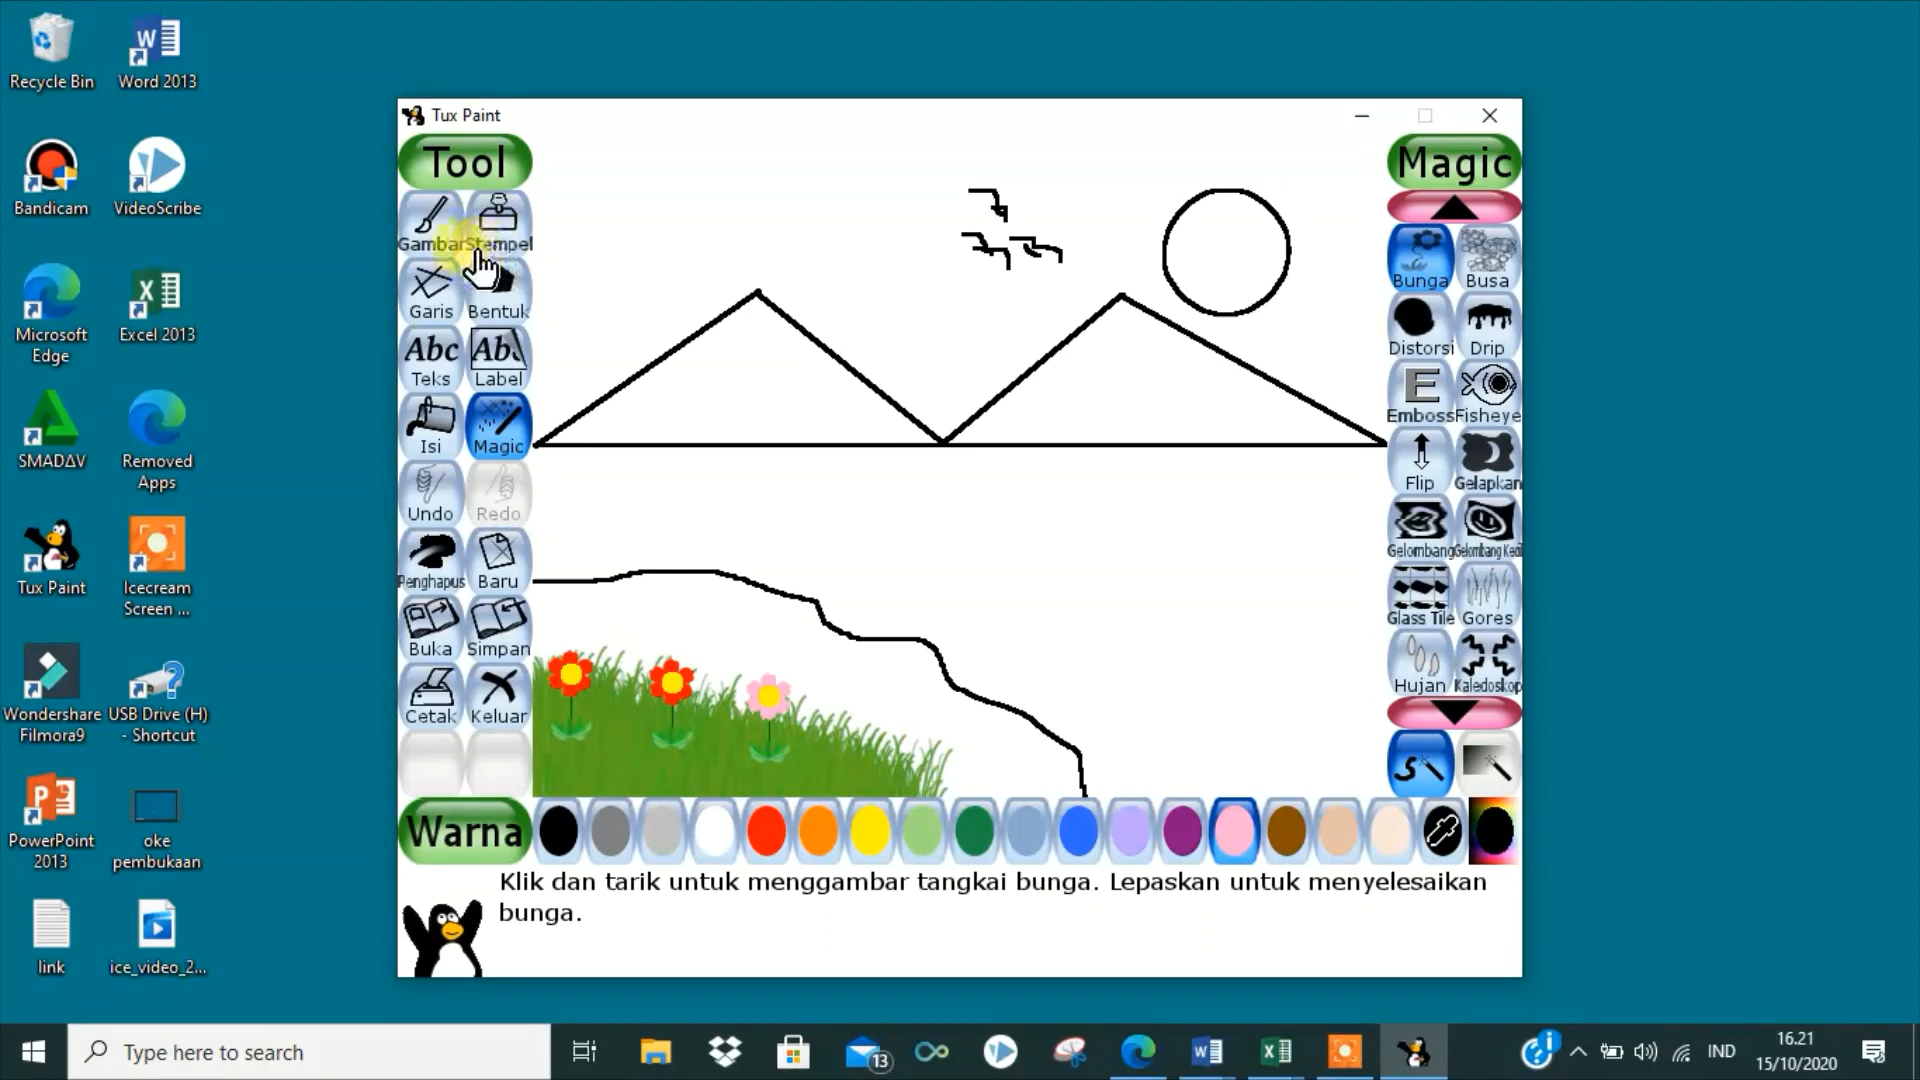 Recycle Bin
Word 2013
Bandicam
VideoScribe
Microsoft
Edge
Excel 2013
SMADΔV
Removed
Apps
Tux Paint
Icecream
Screen ...
Wondershare
Filmora9
USB Drive (H)
- Shortcut
PowerPoint
2013
oke
pembukaan
link
ice_video_2...
Tux Paint
Tool
Gambar
Stempel
Garis
Bentuk
Abc
Teks
Abc
Label
Isi
Magic
Undo
Redo
Penghapus
Baru
Buka
Simpan
Cetak
Keluar
Magic
Bunga
Busa
Distorsi
Drip
E
Emboss
Fisheye
Flip
Gelapkan
Gelombang
Gelombang Kecil
Glass Tile
Gores
Hujan
Kaledoskop
Warna
Klik dan tarik untuk menggambar tangkai bunga. Lepaskan untuk menyelesaikan
bunga.
Type here to search
13
IND
16.21
15/10/2020